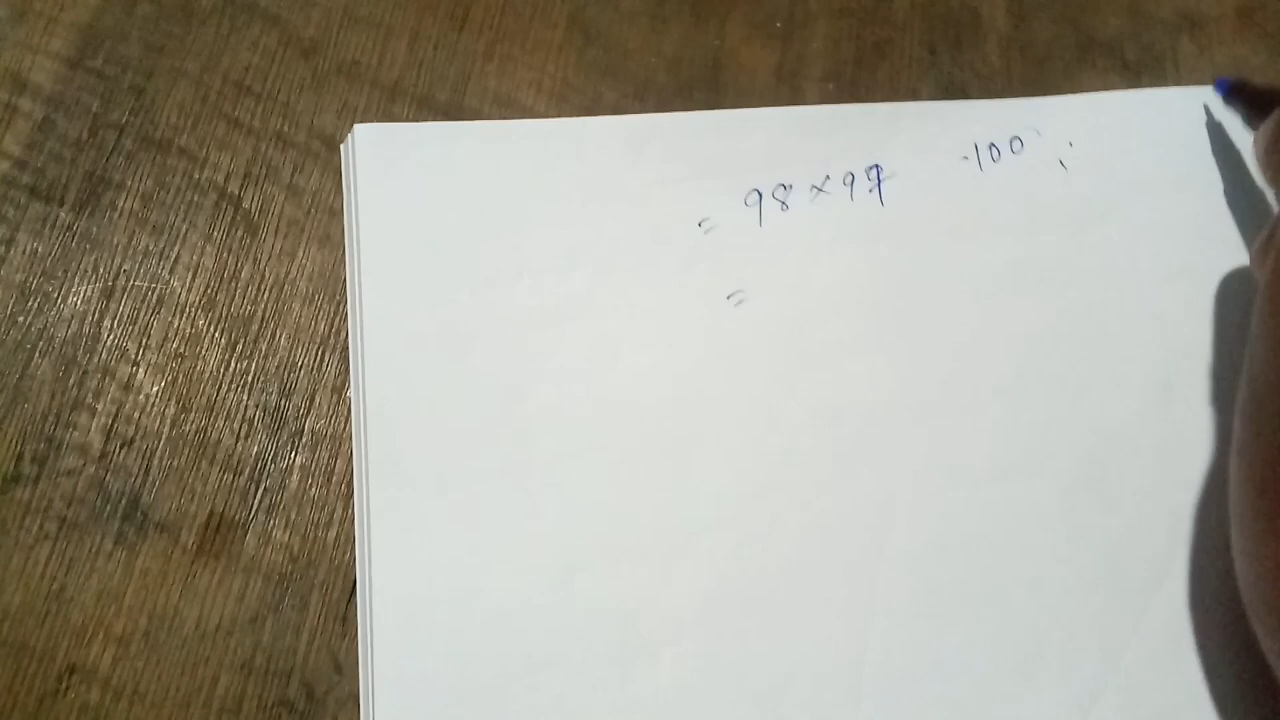 = 98 × 97 100
=